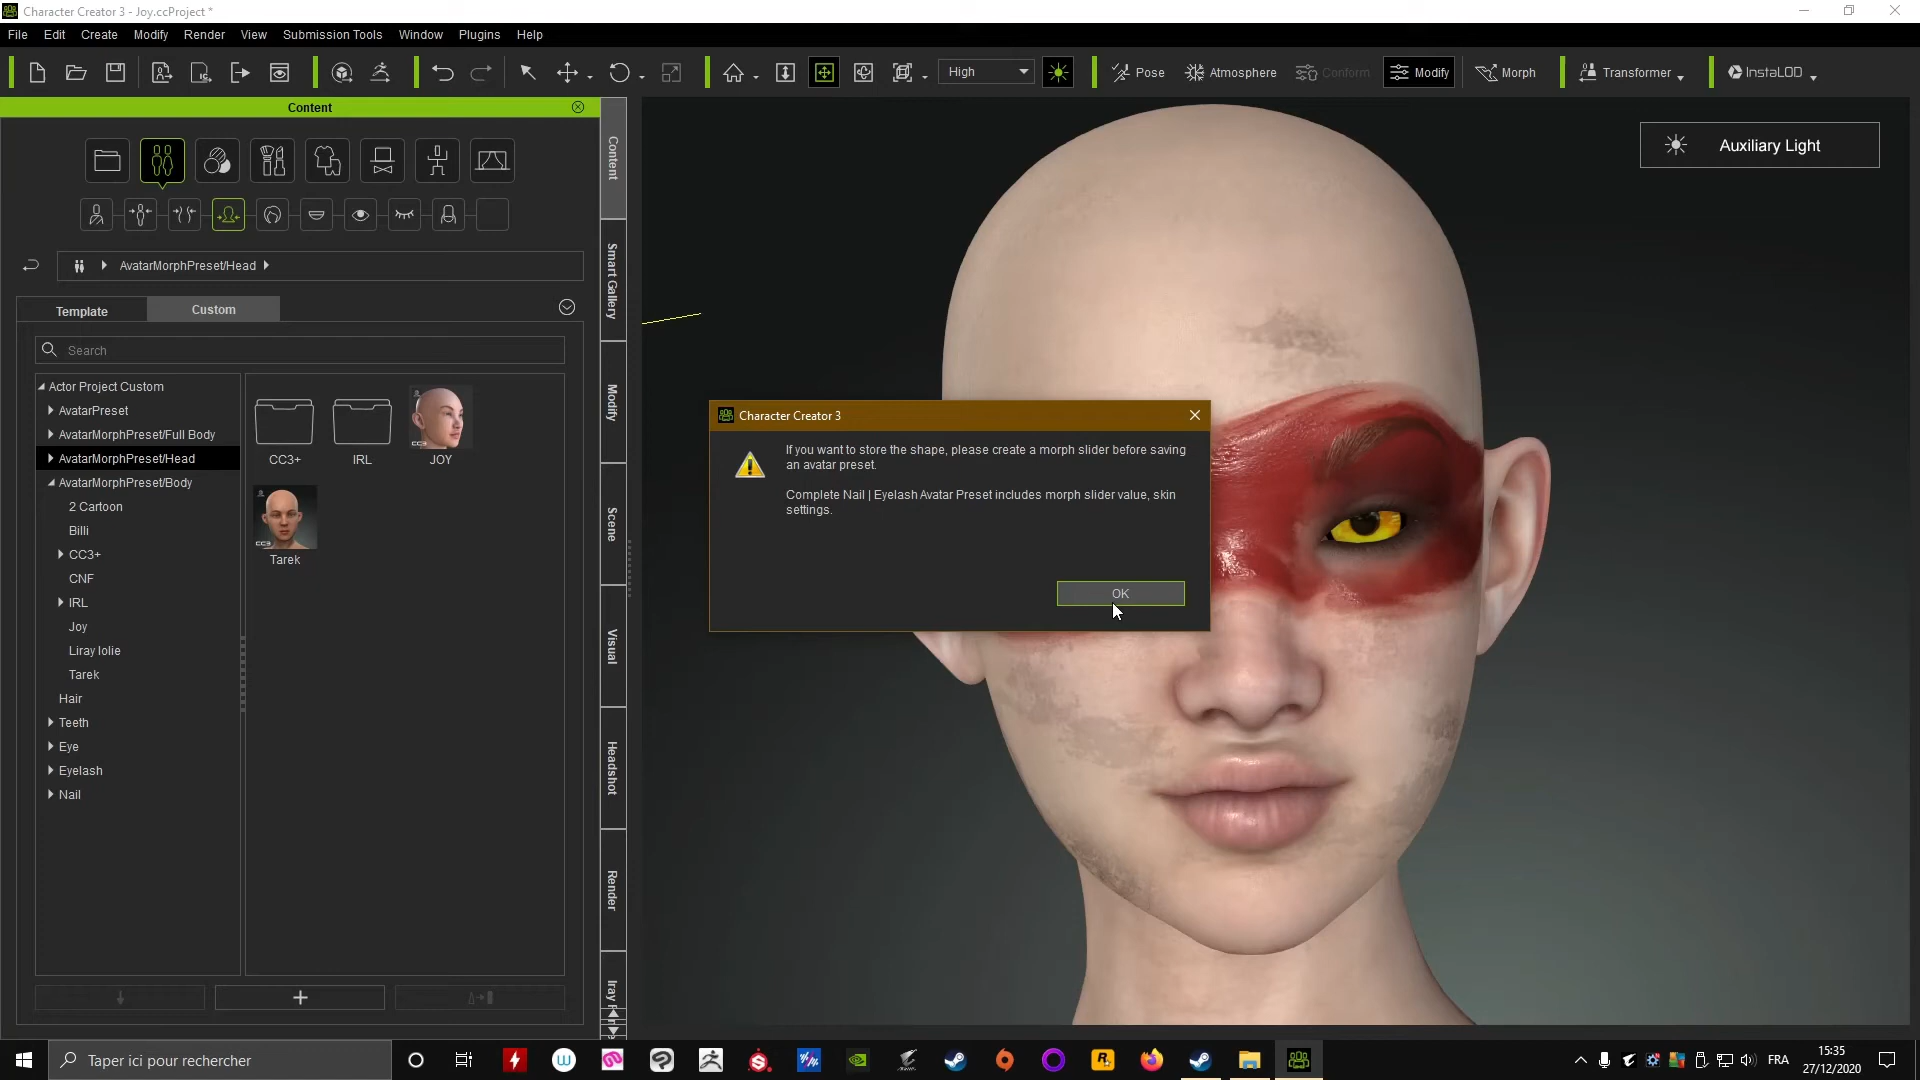 Character Creator 3 - Joy.ccProject *
File Edit Create Modify Render View Submission Tools Window Plugins Help
High Pose Atmosphere Conform Modify Morph Transformer InstaLOD
Content
Auxiliary Light
AvatarMorphPreset/Head
Template Custom
Search
Actor Project Custom
AvatarPreset
AvatarMorphPreset/Full Body
AvatarMorphPreset/Head
AvatarMorphPreset/Body
2 Cartoon
Billi
CC3+
CNF
IRL
Joy
Liray lolie
Tarek
Hair
Teeth
Eye
Eyelash
Nail
CC3+ IRL JOY
Tarek
Content
Smart Gallery
Modify
Scene
Visual
Headshot
Render
Character Creator 3
If you want to store the shape, please create a morph slider before saving
an avatar preset.
Complete Nail | Eyelash Avatar Preset includes morph slider value, skin
settings.
OK
Taper ici pour rechercher
FRA
15:35
27/12/2020